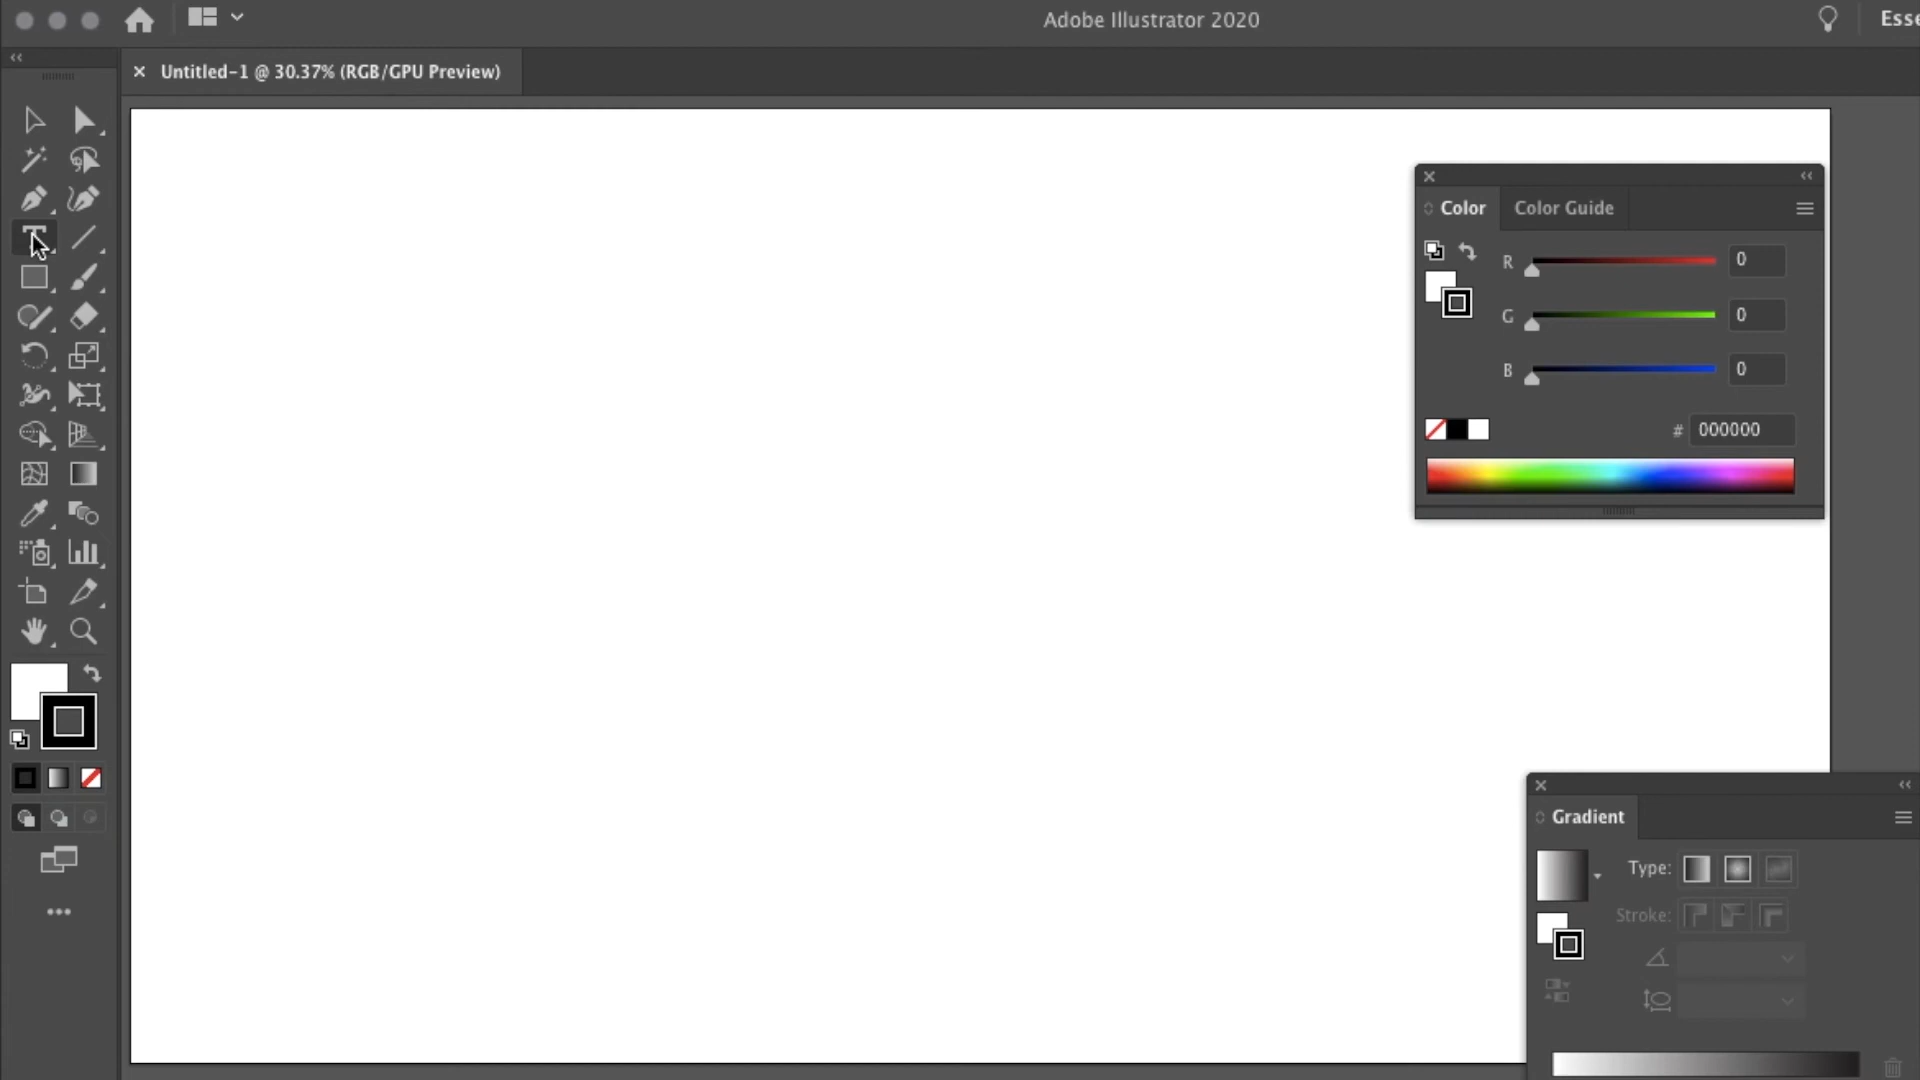 Adobe Illustrator 2020
Untitled-1 @ 30.37% (RGB/GPU Preview)
Color
Color Guide
R
0
G
0
B
0
# 000000
Gradient
Type:
Stroke: